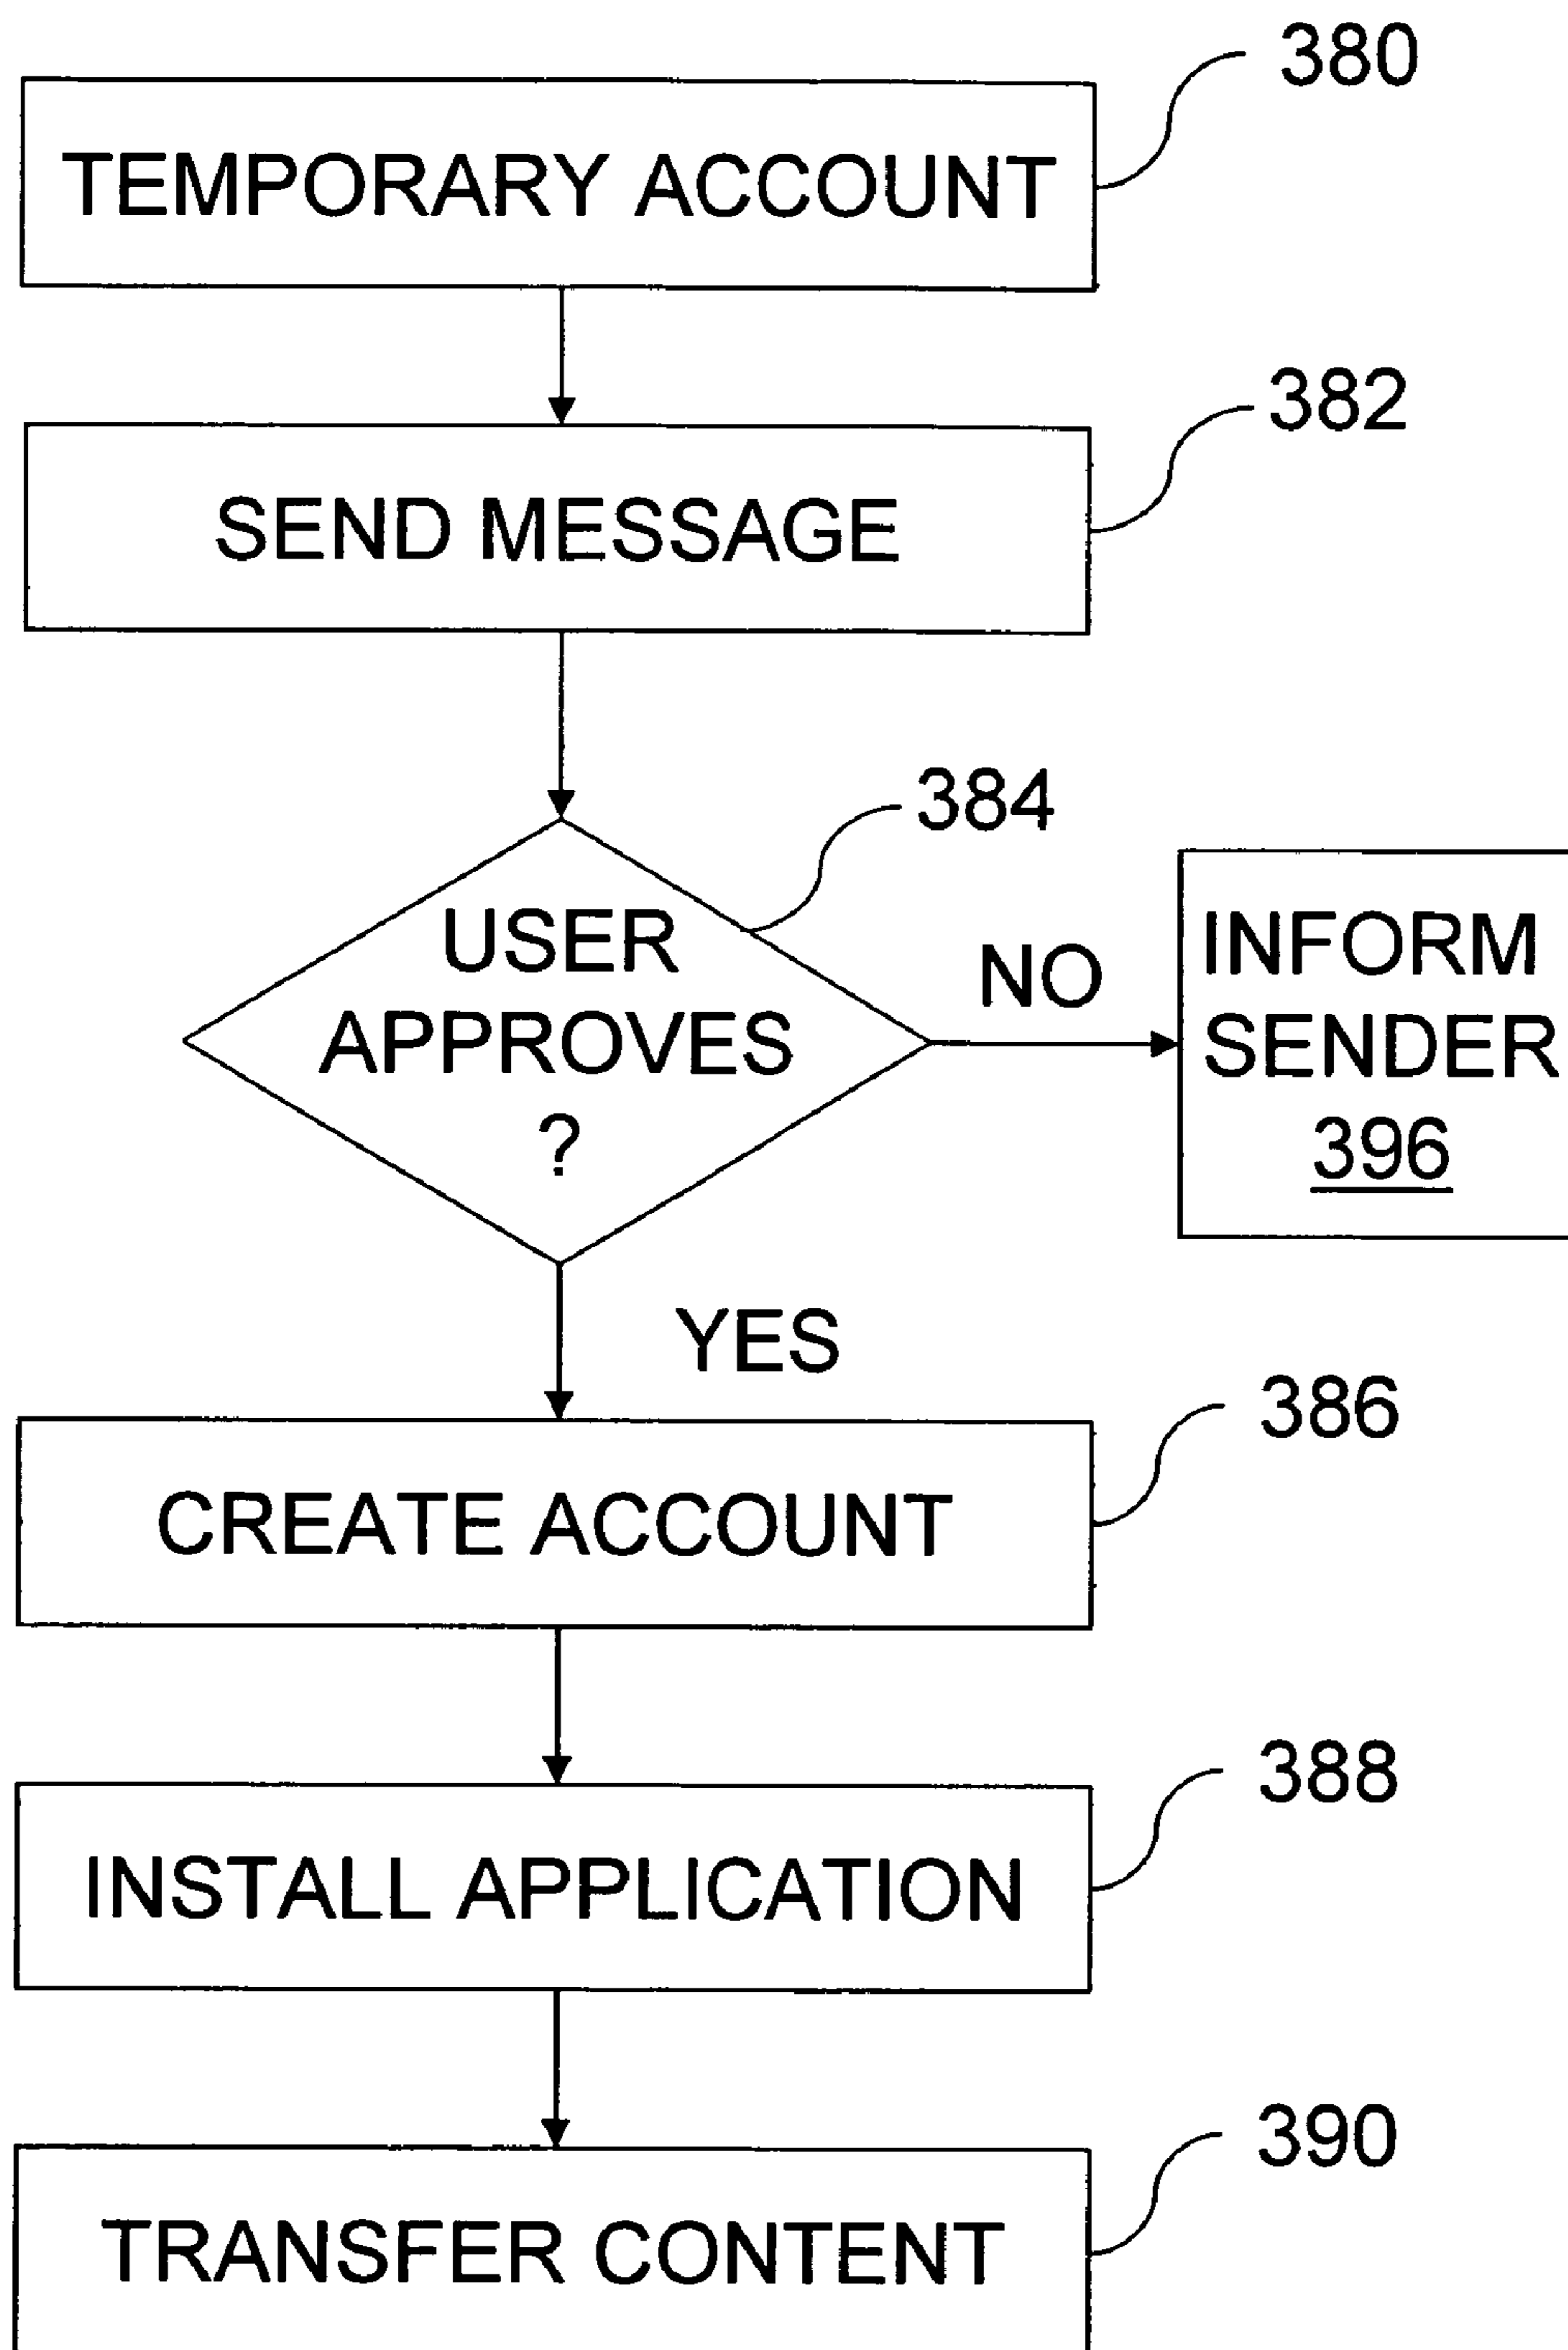 380
TEMPORARY ACCOUNT
382
SEND MESSAGE
384
USER
APPROVES
?
NO
INFORM
SENDER
396
YES
386
CREATE ACCOUNT
388
INSTALL APPLICATION
390
TRANSFER CONTENT